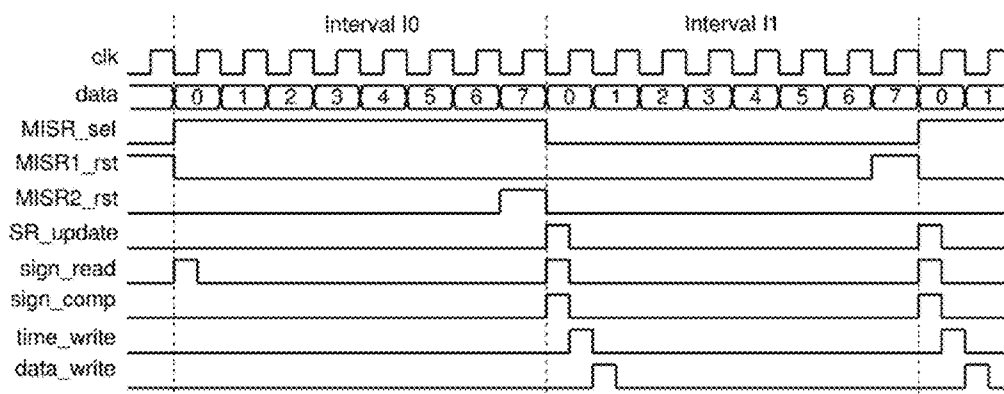 Interval I0 Interval I1
clk
data 0 1 2 3 4 5 6 7 0 1 2 3 4 5 6 7 0 1
MISR_sel
MISR1_rst
MISR2_rst
SR_update
sign_read
sign_comp
time_write
data_write